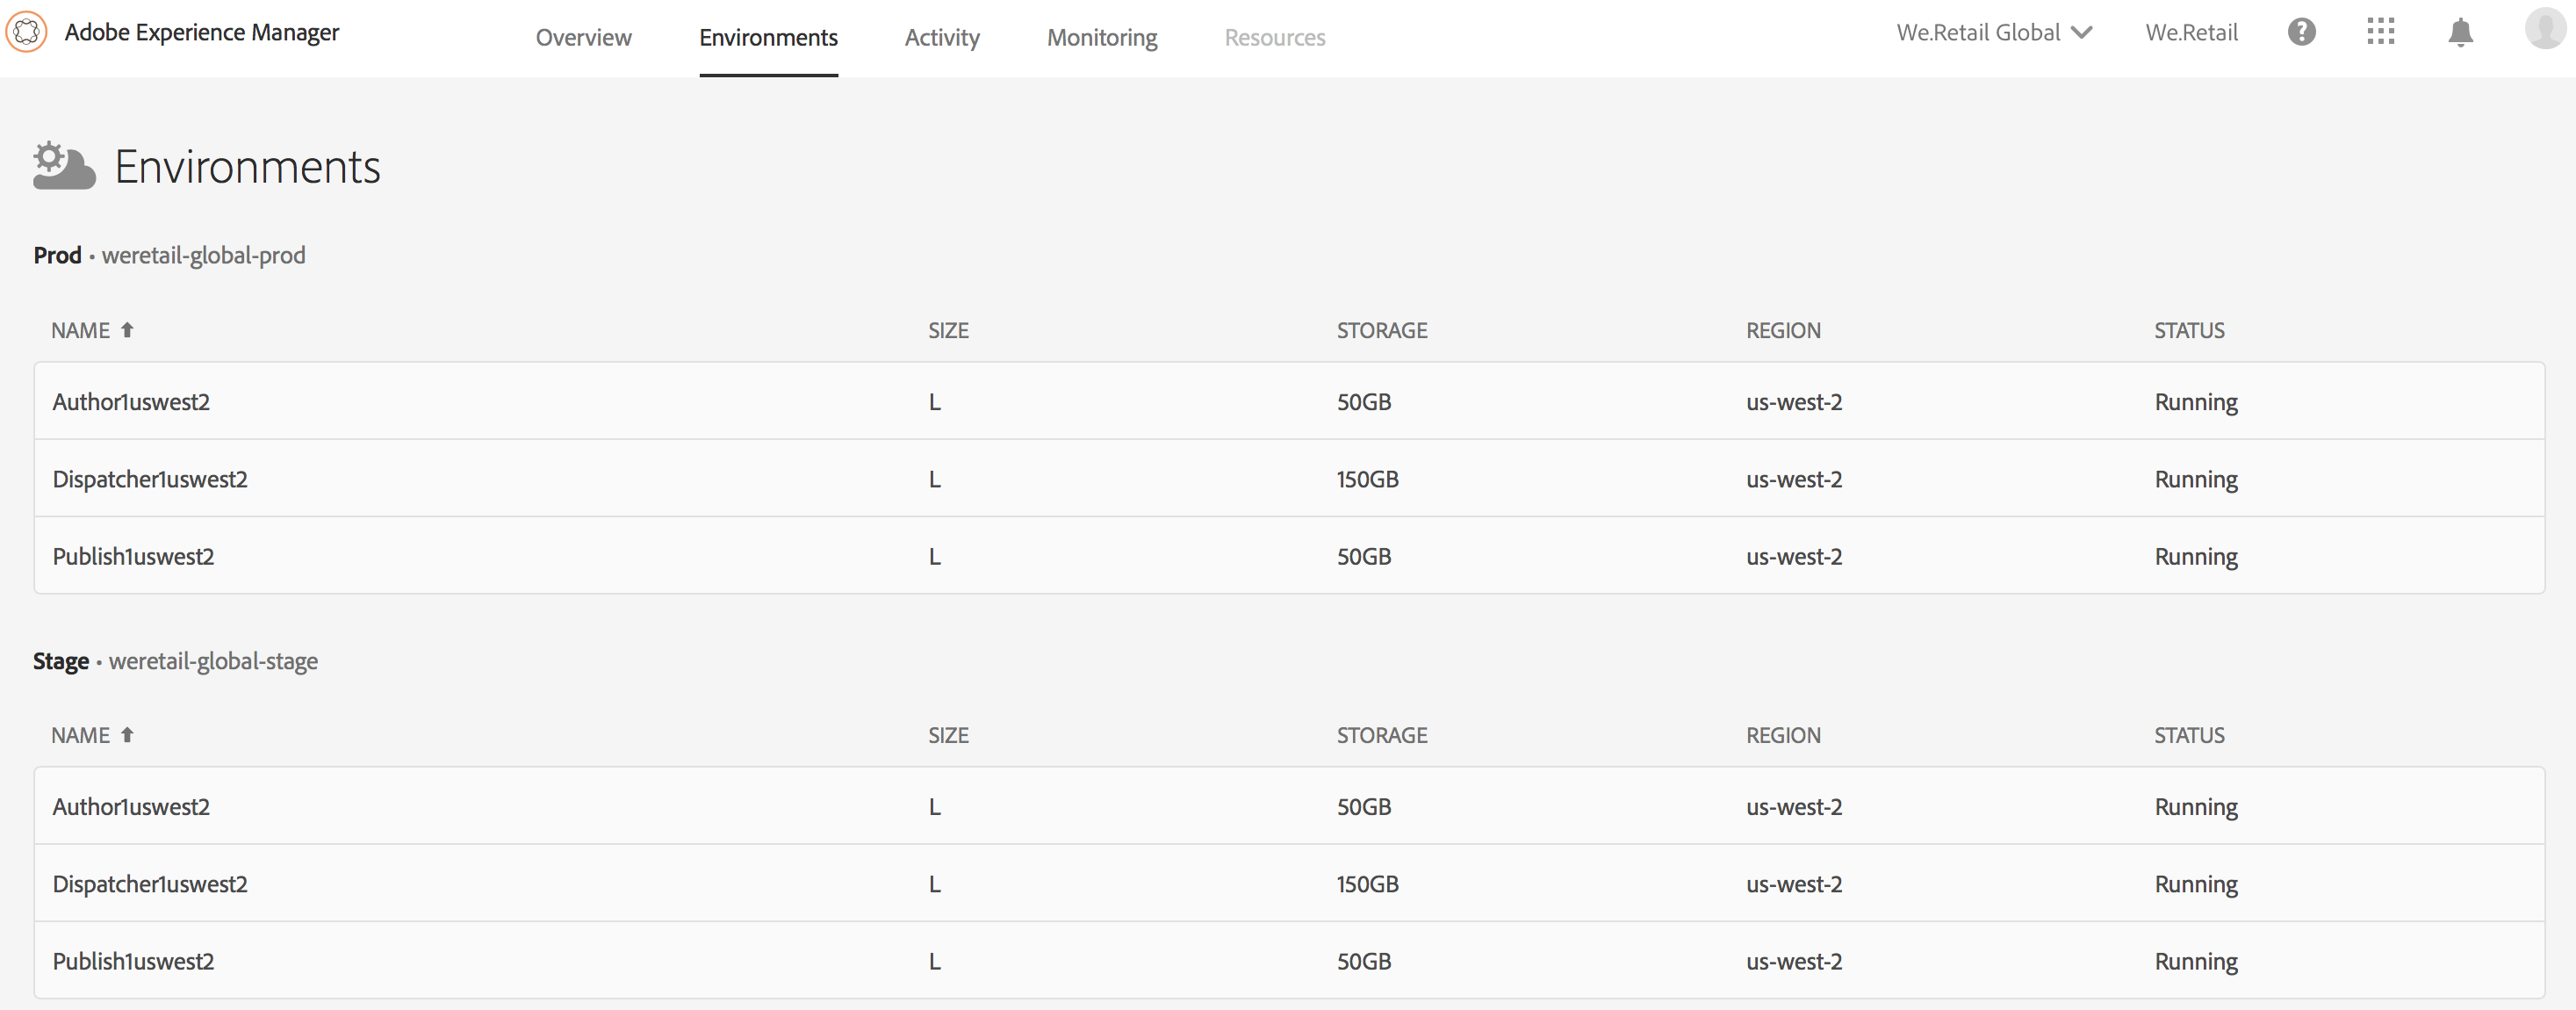 Adobe Experience Manager Overview Environments Activity Monitoring Resources We.Retail Global We.Retail ?
Environments
Prod • weretail-global-prod
NAME SIZE STORAGE REGION STATUS
Author1uswest2 L 50GB us-west-2 Running
Dispatcher1uswest2 L 150GB us-west-2 Running
Publish1uswest2 L 50GB us-west-2 Running
Stage • weretail-global-stage
NAME SIZE STORAGE REGION STATUS
Author1uswest2 L 50GB us-west-2 Running
Dispatcher1uswest2 L 150GB us-west-2 Running
Publish1uswest2 L 50GB us-west-2 Running